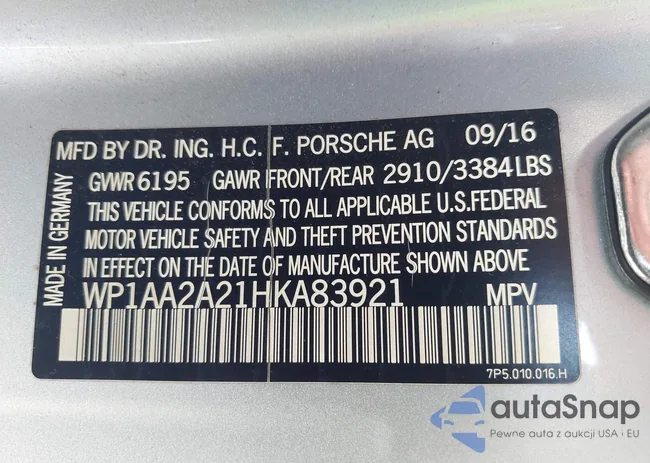 MFD BY DR. ING. H.C. F. PORSCHE AG 09/16
GVWR 6195 GAWR FRONT/REAR 2910/3384 LBS
THIS VEHICLE CONFORMS TO ALL APPLICABLE U.S.FEDERAL
MOTOR VEHICLE SAFETY AND THEFT PREVENTION STANDARDS
IN EFFECT ON THE DATE OF MANUFACTURE SHOWN ABOVE
WP1AA2A21HKA83921 MPV
MADE IN GERMANY
7P5.010.016.H
autaSnap
Pewne auta z aukcji USA i EU